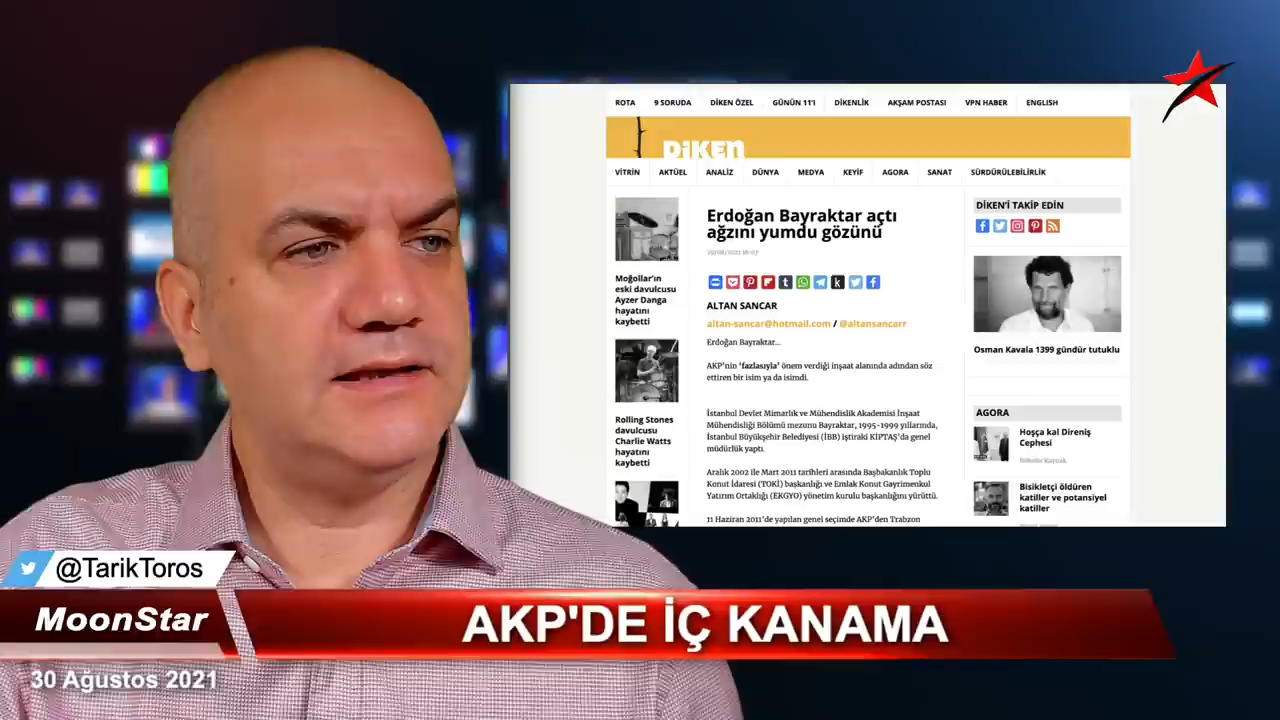 ROTA 9 SORUDA DİKEN ÖZEL GÜNÜN 11'İ DİKENLİK AKŞAM POSTASI VPN HABER ENGLISH
DİKEN
VİTRİN AKTÜEL ANALİZ DÜNYA MEDYA KEYİF AGORA SANAT SÜRDÜRÜLEBİLİRLİK
Moğollar'ın
eski davulcusu
Ayzer Danga
hayatını
kaybetti
Rolling Stones
davulcusu
Charlie Watts
hayatını
kaybetti
Erdoğan Bayraktar açtı
ağzını yumdu gözünü
ALTAN SANCAR
altan-sancar@hotmail.com / @altansancarr
Erdoğan Bayraktar...
AKP'nin 'fazlasıyla' önem verdiği inşaat alanında adından söz
ettiren bir isim ya da isimdi.
İstanbul Devlet Mimarlık ve Mühendislik Akademisi İnşaat
Mühendisliği Bölümü mezunu Bayraktar, 1995-1999 yıllarında,
İstanbul Büyükşehir Belediyesi (İBB) iştiraki KİPTAŞ'da genel
müdürlük yaptı.
Aralık 2002 ile Mart 2011 tarihleri arasında Başbakanlık Toplu
Konut İdaresi (TOKİ) başkanlığı ve Emlak Konut Gayrimenkul
Yatırım Ortaklığı (EKGYO) yönetim kurulu başkanlığını yürüttü.
11 Haziran 2011'de yapılan genel seçimde AKP'den Trabzon
DİKEN'İ TAKİP EDİN
Osman Kavala 1399 gündür tutuklu
AGORA
Hoşça kal Direniş
Cephesi
Bisikletçi öldüren
katiller ve potansiyel
katiller
@TarikToros
MoonStar
AKP'DE İÇ KANAMA
30 Ağustos 2021